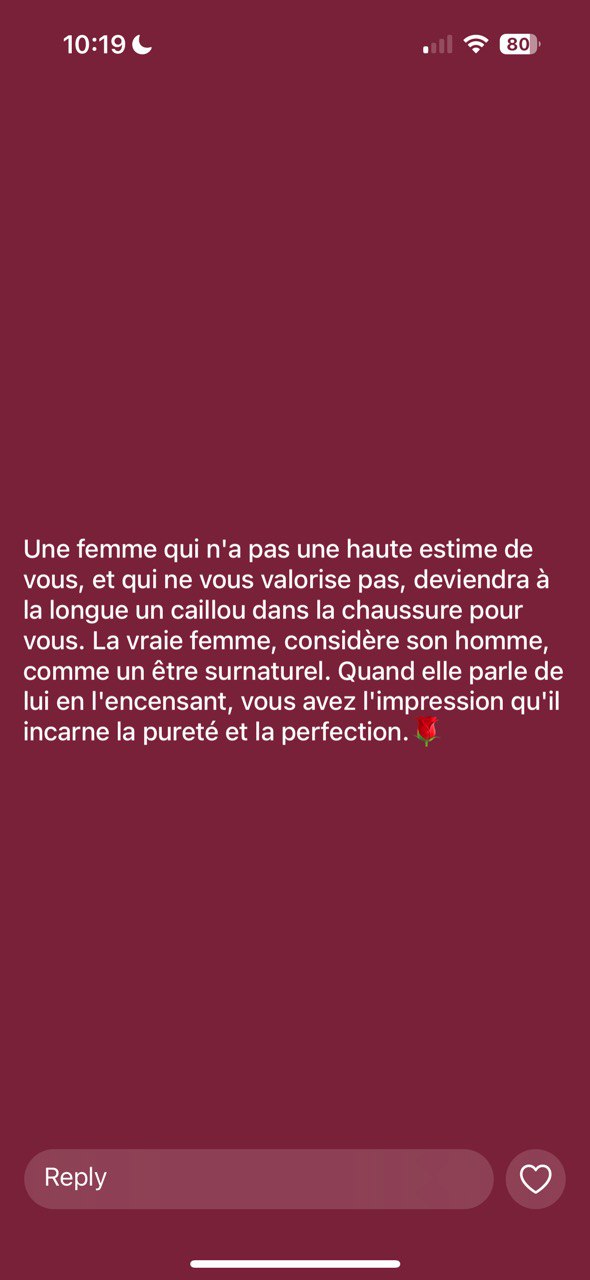 10:19
80
Une femme qui n'a pas une haute estime de
vous, et qui ne vous valorise pas, deviendra à
la longue un caillou dans la chaussure pour
vous. La vraie femme, considère son homme,
comme un être surnaturel. Quand elle parle de
lui en l'encensant, vous avez l'impression qu'il
incarne la pureté et la perfection.🌹
Reply